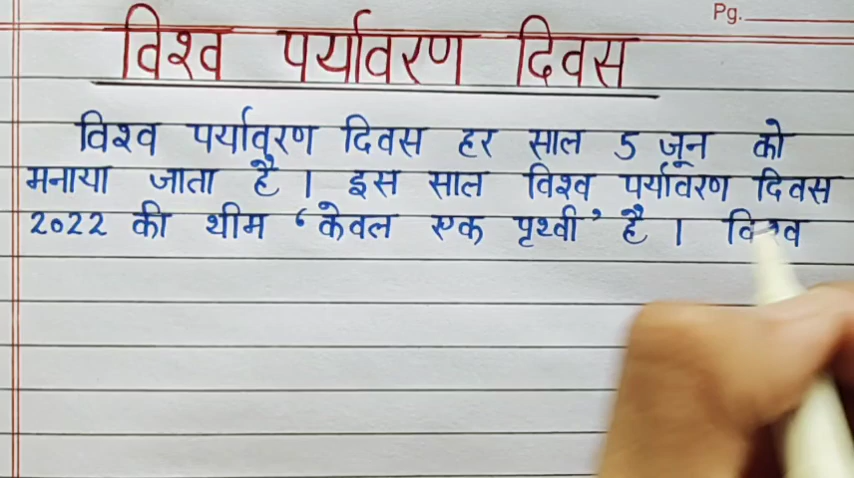 Pg.
विश्व पर्यावरण दिवस
विश्व पर्यावरण दिवस हर साल 5 जून को
मनाया जाता है । इस साल विश्व पर्यावरण दिवस
2022 की थीम ‘केवल एक पृथ्वी’ है । विश्व